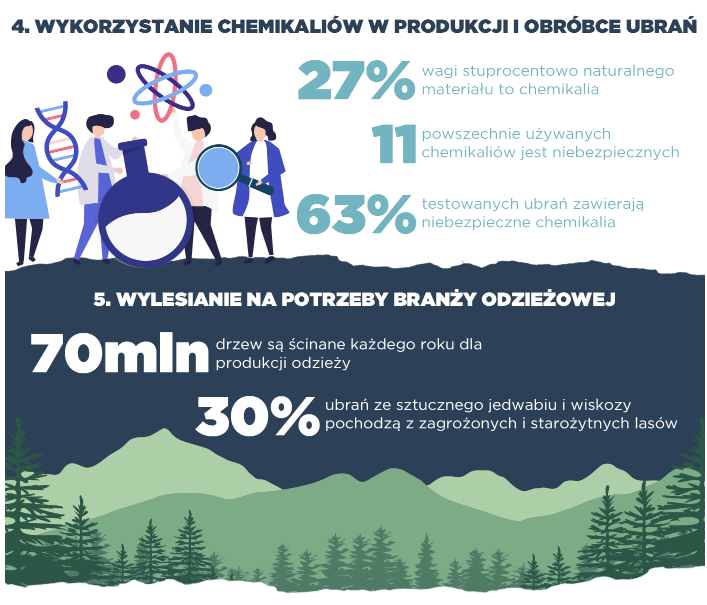 4. WYKORZYSTANIE CHEMIKALIÓW W PRODUKCJI I OBRÓBCE UBRAŃ
27%
wagi stuprocentowo naturalnego
materiału to chemikalia
11
powszechnie używanych
chemikaliów jest niebezpiecznych
63%
testowanych ubrań zawierają
niebezpieczne chemikalia
5. WYLESIANIE NA POTRZEBY BRANŻY ODZIEŻOWEJ
70mln
drzew są ścinane każdego roku dla
produkcji odzieży
30%
ubrań ze sztucznego jedwabiu i wiskozy
pochodzą z zagrożonych i starożytnych lasów